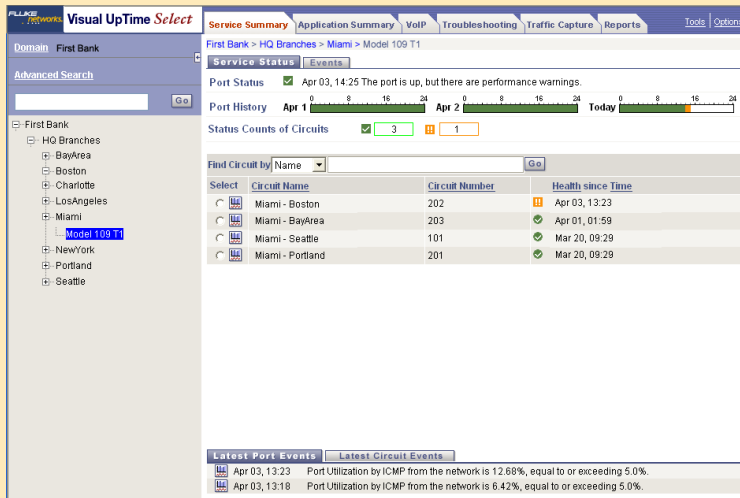 FLUKE networks. Visual UpTime Select
Service Summary Application Summary VoIP Troubleshooting Traffic Capture Reports Tools Options
Domain First Bank
Advanced Search
Go
First Bank
HQ Branches
BayArea
Boston
Charlotte
LosAngeles
Miami
Model 109 T1
NewYork
Portland
Seattle
First Bank > HQ Branches > Miami > Model 109 T1
Service Status Events
Port Status Apr 03, 14:25 The port is up, but there are performance warnings.
0 8 16 24 0 8 16 24 0 8 16 24
Port History Apr 1 Apr 2 Today
Status Counts of Circuits 3 !! 1
Find Circuit by Name Go
Select Circuit Name Circuit Number Health since Time
Miami - Boston 202 !! Apr 03, 13:23
Miami - BayArea 203 Apr 01, 01:59
Miami - Seattle 101 Mar 20, 09:29
Miami - Portland 201 Mar 20, 09:29
Latest Port Events Latest Circuit Events
Apr 03, 13:23 Port Utilization by ICMP from the network is 12.68%, equal to or exceeding 5.0%.
Apr 03, 13:18 Port Utilization by ICMP from the network is 6.42%, equal to or exceeding 5.0%.